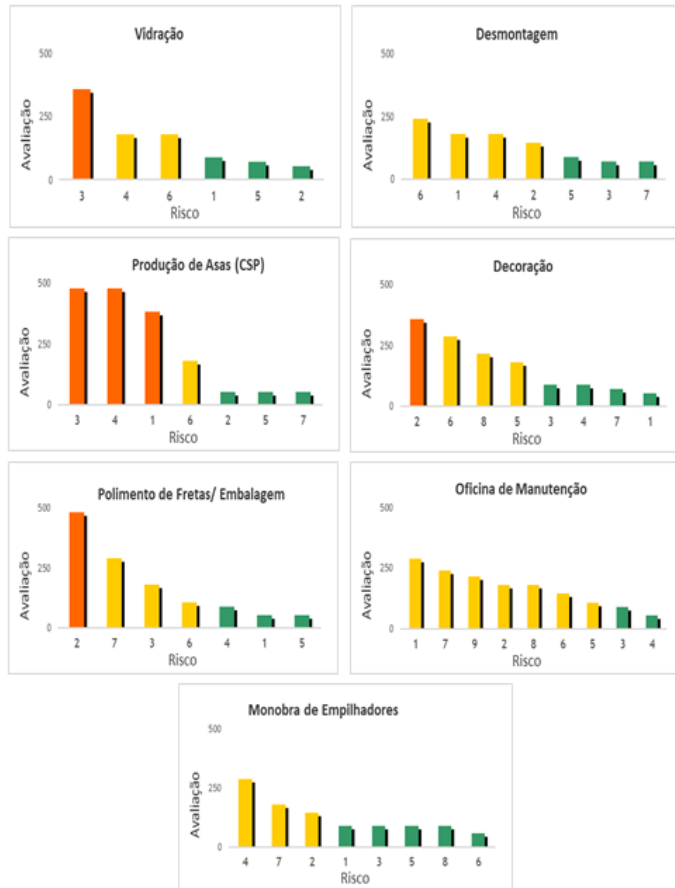 Vidração
500
250
0
Avaliação
3 4 6 1 5 2
Risco
Desmontagem
500
250
0
Avaliação
6 1 4 2 5 3 7
Risco
Produção de Asas (CSP)
500
250
0
Avaliação
3 4 1 6 2 5 7
Risco
Decoração
500
250
0
Avaliação
2 6 8 5 3 4 7 1
Risco
Polimento de Fretas/ Embalagem
500
250
0
Avaliação
2 7 3 6 4 1 5
Risco
Oficina de Manutenção
500
250
0
Avaliação
1 7 9 2 8 6 5 3 4
Risco
Monobra de Empilhadores
500
250
0
Avaliação
4 7 2 1 3 5 8 6
Risco